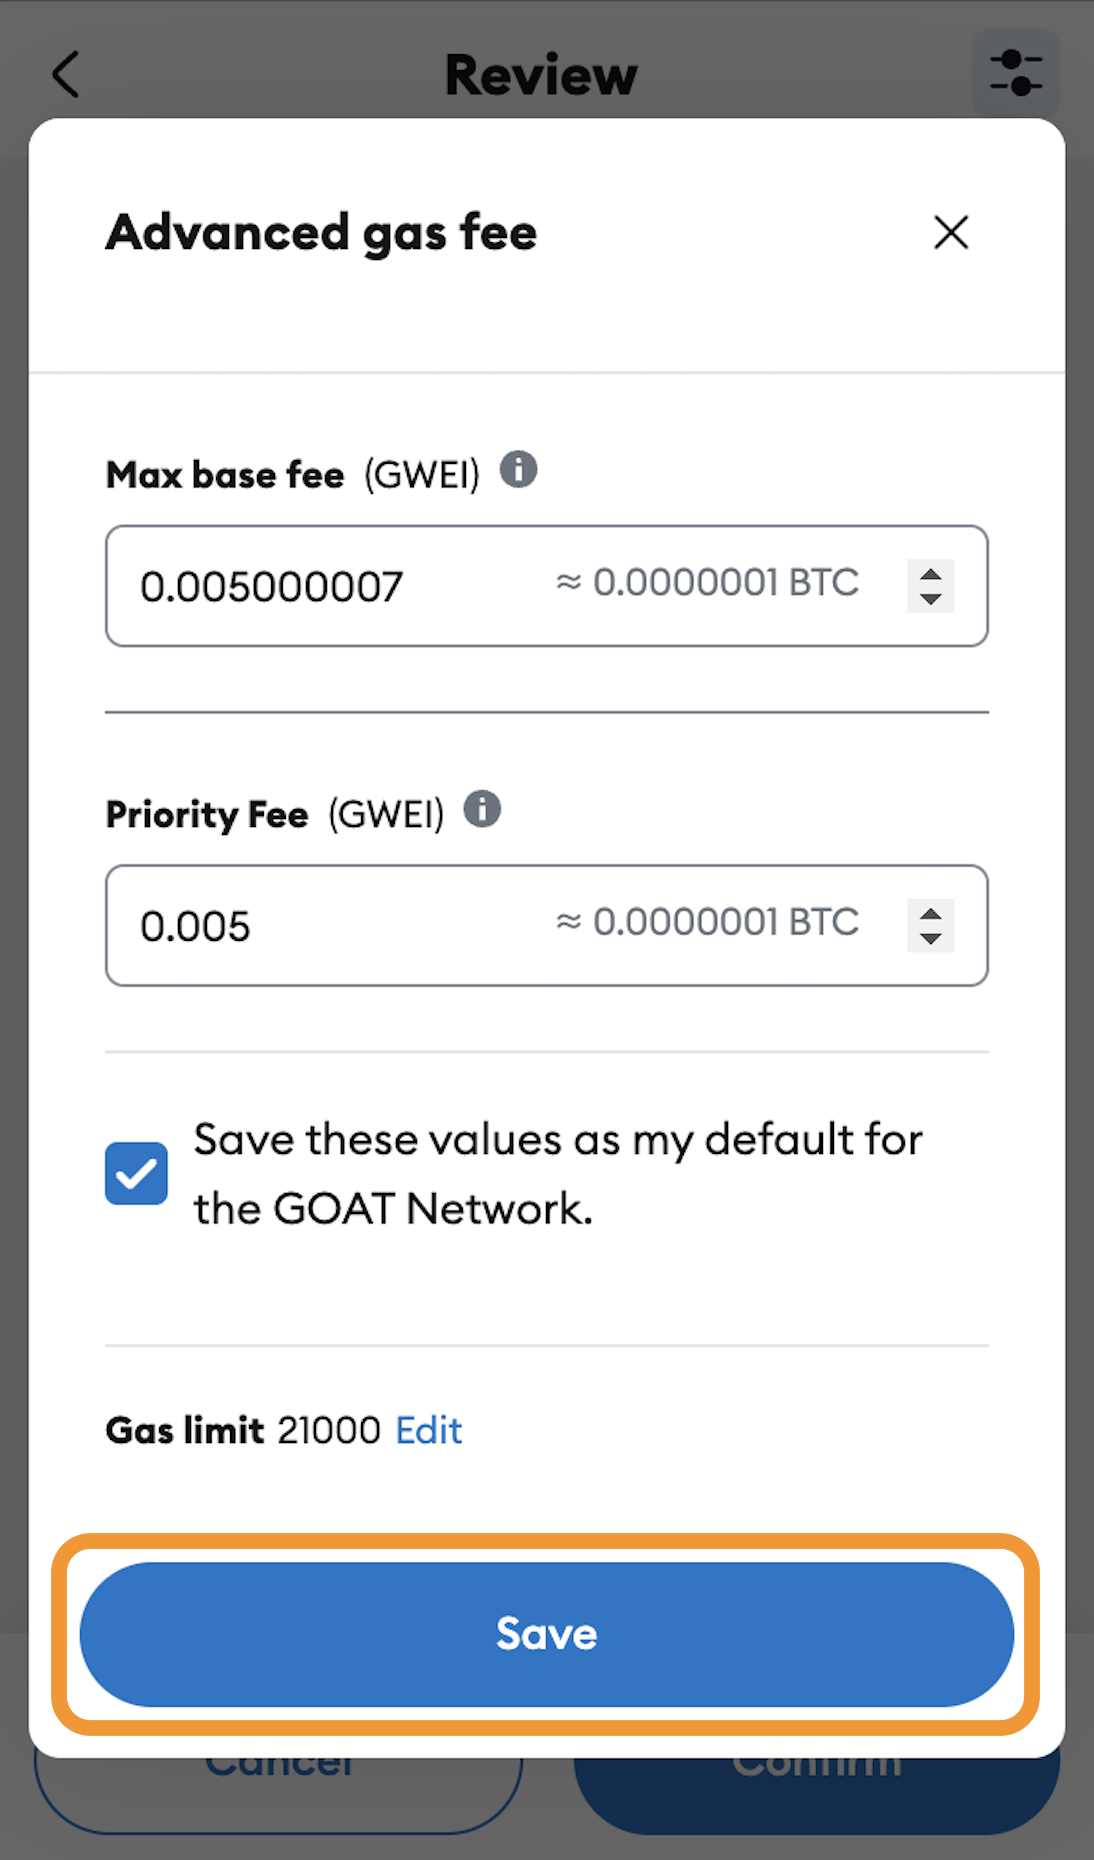 Review
Advanced gas fee
Max base fee (GWEI)
0.005000007 ≈ 0.0000001 BTC
Priority Fee (GWEI)
0.005 ≈ 0.0000001 BTC
Save these values as my default for
the GOAT Network.
Gas limit 21000 Edit
Save
Cancel Confirm